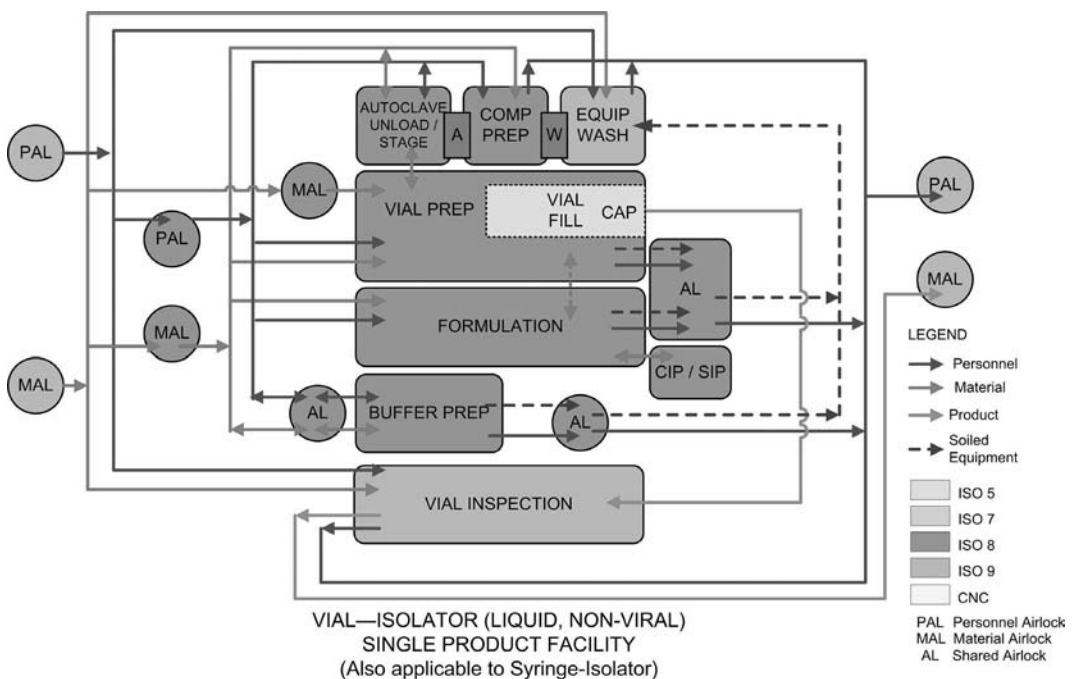 AUTOCLAVE
UNLOAD /
STAGE
A
COMP
PREP
W
EQUIP
WASH
PAL
MAL
VIAL PREP
VIAL
FILL
CAP
PAL
PAL
MAL
AL
MAL
FORMULATION
MAL
CIP / SIP
AL
BUFFER PREP
AL
VIAL INSPECTION
LEGEND
Personnel
Material
Product
Soiled
Equipment
ISO 5
ISO 7
ISO 8
ISO 9
CNC
PAL Personnel Airlock
MAL Material Airlock
AL Shared Airlock
VIAL—ISOLATOR (LIQUID, NON-VIRAL)
SINGLE PRODUCT FACILITY
(Also applicable to Syringe-Isolator)